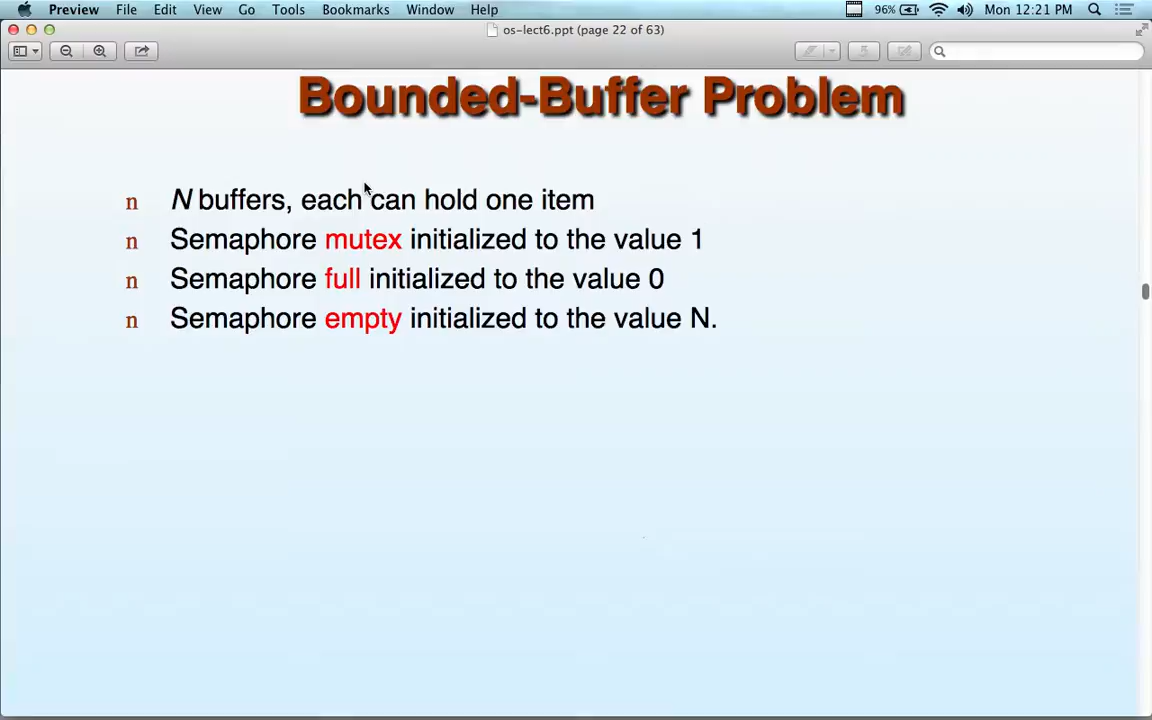 Preview File Edit View Go Tools Bookmarks Window Help 96% Mon 12:21 PM
os-lect6.ppt (page 22 of 63)
Bounded-Buffer Problem
n N buffers, each can hold one item
n Semaphore mutex initialized to the value 1
n Semaphore full initialized to the value 0
n Semaphore empty initialized to the value N.